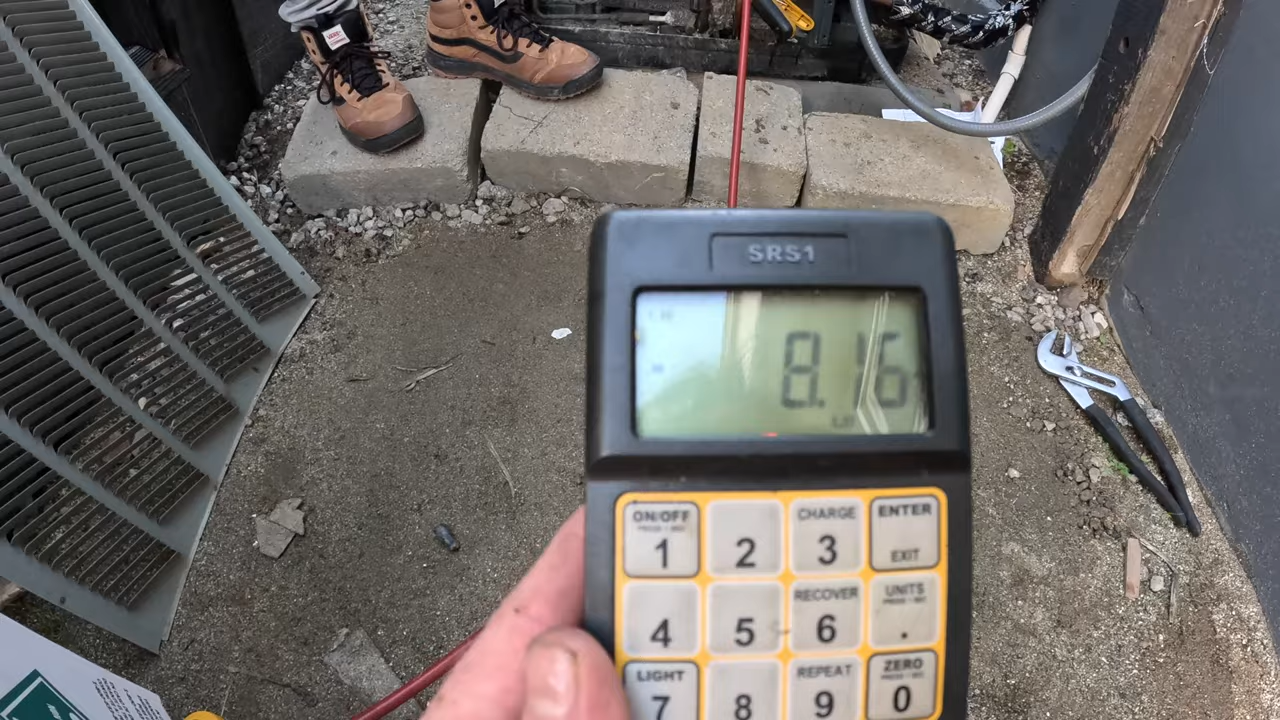 SRS1
8.16
ON/OFF
1
2
CHARGE
3
ENTER
EXIT
4
5
RECOVER
6
UNITS
.
LIGHT
7
8
REPEAT
9
ZERO
0